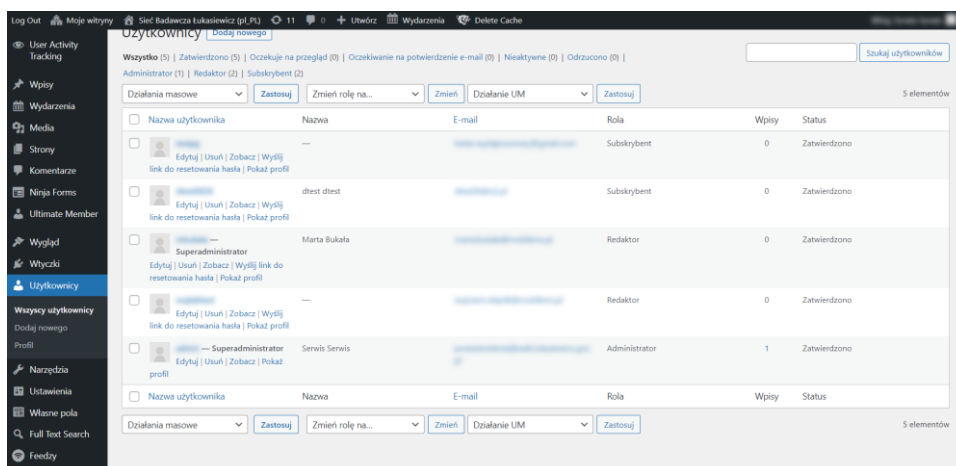 Log Out Moje witryny Sieć Badawcza Łukasiewicz (pl_PL) 11 0 + Utwórz Wydarzenia Delete Cache
User Activity Tracking
Wpisy
Wydarzenia
Media
Strony
Komentarze
Ninja Forms
Ultimate Member
Wygląd
Wtyczki
Użytkownicy
Wszyscy użytkownicy
Dodaj nowego
Profil
Narzędzia
Ustawienia
Własne pola
Full Text Search
Feedzy
Użytkownicy Dodaj nowego
Wszystko (5) | Zatwierdzono (5) | Oczekuje na przegląd (0) | Oczekiwanie na potwierdzenie e-mail (0) | Nieaktywne (0) | Odrzucono (0) |
Szukaj użytkowników
Administrator (1) | Redaktor (2) | Subskrybent (2)
Działania masowe Zastosuj Zmień rolę na... Zmień Działanie UM Zastosuj 5 elementów
Nazwa użytkownika Nazwa E-mail Rola Wpisy Status
— Subskrybent 0 Zatwierdzono
Edytuj | Usuń | Zobacz | Wyślij
link do resetowania hasła | Pokaż profil
dtest dtest Subskrybent 0 Zatwierdzono
Edytuj | Usuń | Zobacz | Wyślij
link do resetowania hasła | Pokaż profil
— Marta Bukała Redaktor 0 Zatwierdzono
Superadministrator
Edytuj | Usuń | Zobacz | Wyślij link do
resetowania hasła | Pokaż profil
— Redaktor 0 Zatwierdzono
Edytuj | Usuń | Zobacz | Wyślij
link do resetowania hasła | Pokaż profil
— Superadministrator Serwis Serwis Administrator 1 Zatwierdzono
Edytuj | Usuń | Zobacz | Pokaż
profil
Nazwa użytkownika Nazwa E-mail Rola Wpisy Status
Działania masowe Zastosuj Zmień rolę na... Zmień Działanie UM Zastosuj 5 elementów